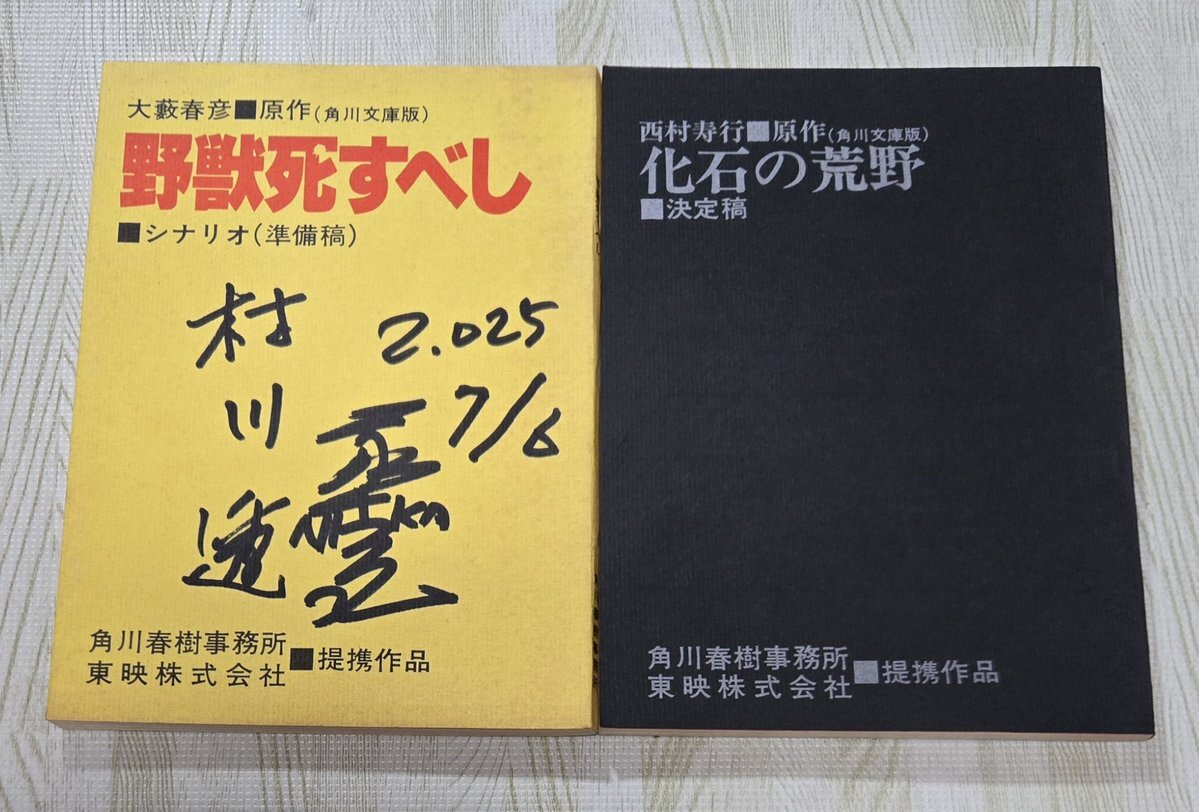 大藪春彦■原作(角川文庫版)
野獣死すべし
■シナリオ(準備稿)
村川透
2.025
7/6
角川春樹事務所
東映株式会社
■提携作品
西村寿行■原作(角川文庫版)
化石の荒野
■決定稿
角川春樹事務所
東映株式会社
■提携作品